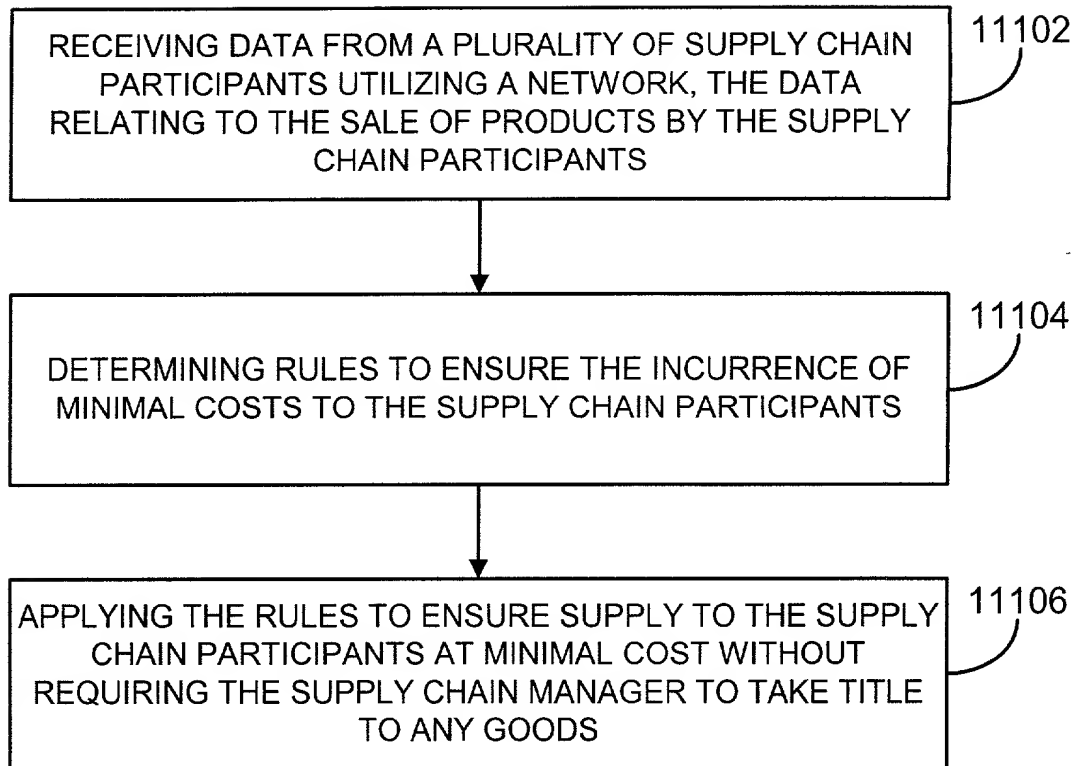 RECEIVING DATA FROM A PLURALITY OF SUPPLY CHAIN
PARTICIPANTS UTILIZING A NETWORK, THE DATA
RELATING TO THE SALE OF PRODUCTS BY THE SUPPLY
CHAIN PARTICIPANTS
11102
DETERMINING RULES TO ENSURE THE INCURRENCE OF
MINIMAL COSTS TO THE SUPPLY CHAIN PARTICIPANTS
11104
APPLYING THE RULES TO ENSURE SUPPLY TO THE SUPPLY
CHAIN PARTICIPANTS AT MINIMAL COST WITHOUT
REQUIRING THE SUPPLY CHAIN MANAGER TO TAKE TITLE
TO ANY GOODS
11106